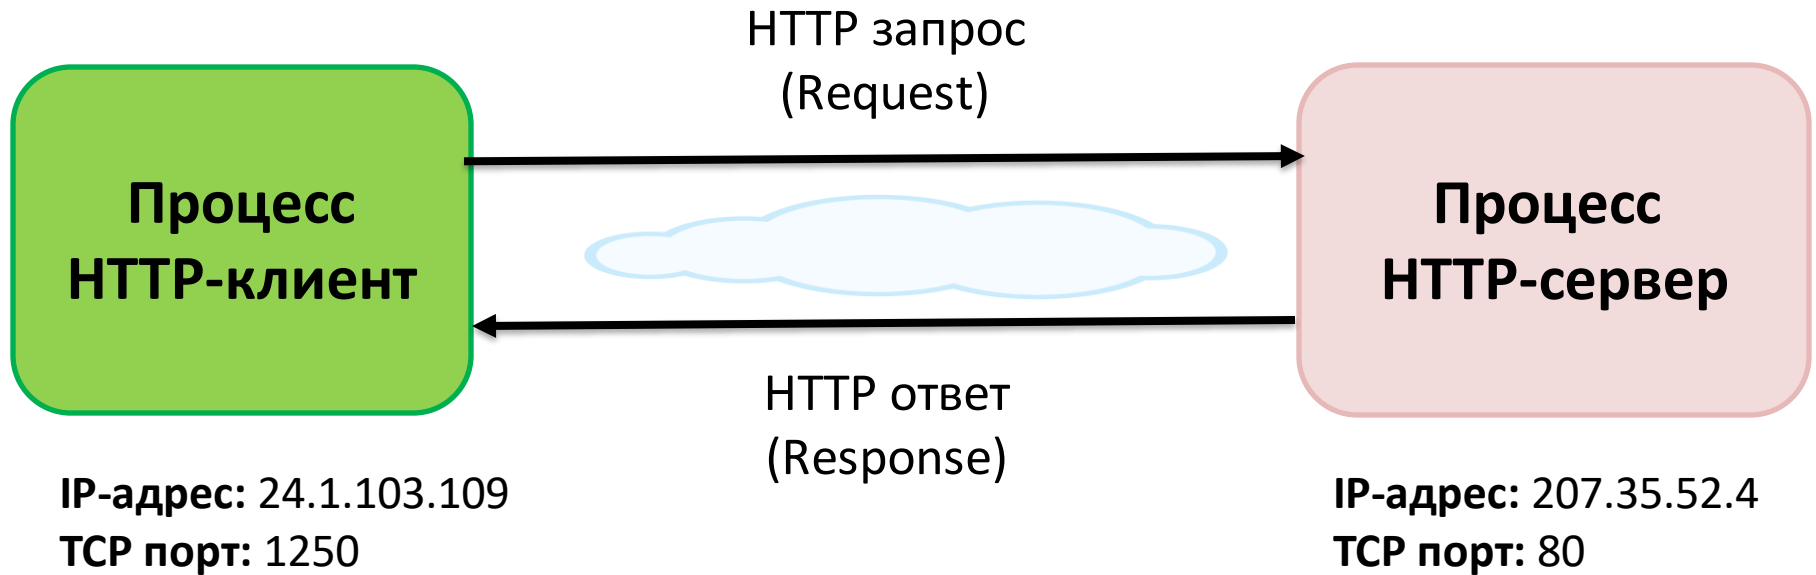 HTTP запрос
(Request)
Процесс
HTTP-клиент
Процесс
HTTP-сервер
HTTP ответ
(Response)
IP-адрес: 24.1.103.109
TCP порт: 1250
IP-адрес: 207.35.52.4
TCP порт: 80